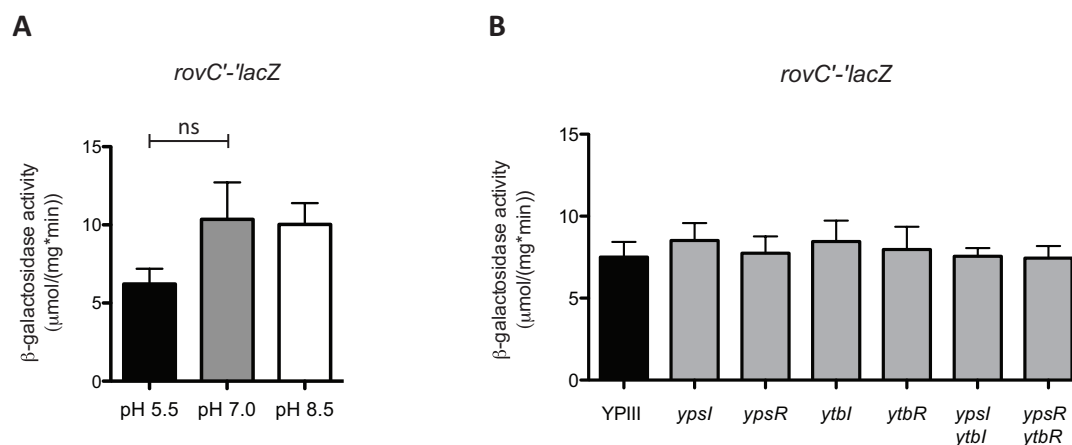 A
rovC'-'lacZ
ns
β-galactosidase activity
(μmol/(mg*min))
15
10
5
0
pH 5.5 pH 7.0 pH 8.5
B
rovC'-'lacZ
β-galactosidase activity
(μmol/(mg*min))
15
10
5
0
YPIII ypsI ypsR ytbI ytbR ypsI ypsR
ytbI ytbR